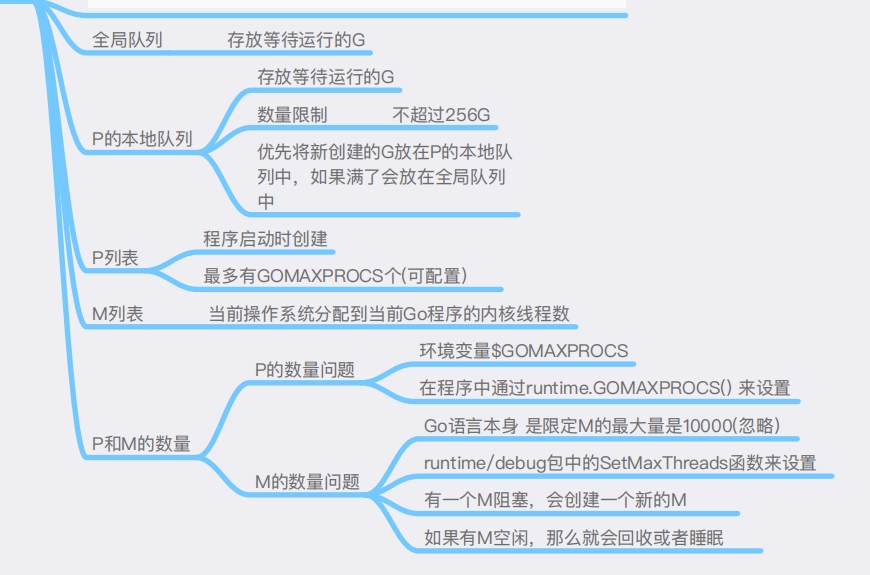 全局队列 存放等待运行的G
P的本地队列
存放等待运行的G
数量限制 不超过256G
优先将新创建的G放在P的本地队
列中，如果满了会放在全局队列
中
P列表
程序启动时创建
最多有GOMAXPROCS个(可配置)
M列表 当前操作系统分配到当前Go程序的内核线程数
P和M的数量
P的数量问题
环境变量$GOMAXPROCS
在程序中通过runtime.GOMAXPROCS() 来设置
M的数量问题
Go语言本身 是限定M的最大量是10000(忽略)
runtime/debug包中的SetMaxThreads函数来设置
有一个M阻塞，会创建一个新的M
如果有M空闲，那么就会回收或者睡眠